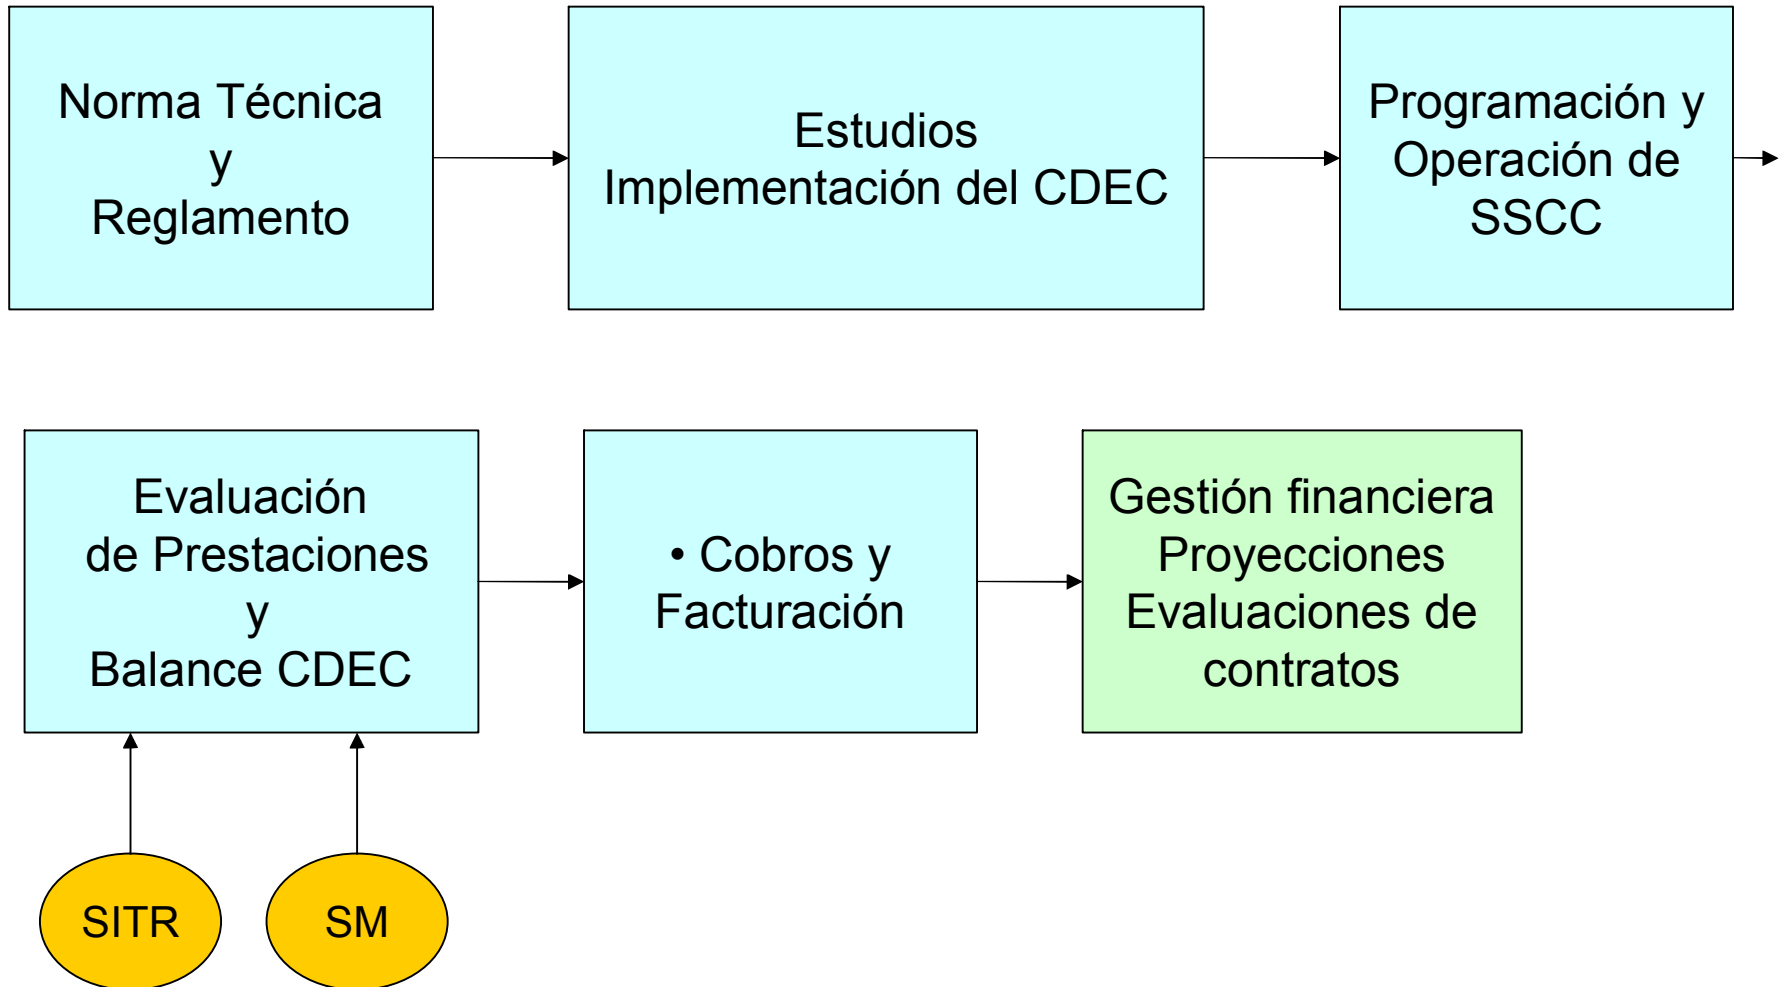 Norma Técnica
y
Reglamento
Estudios
Implementación del CDEC
Programación y
Operación de
SSCC
Evaluación
de Prestaciones
y
Balance CDEC
• Cobros y
Facturación
Gestión financiera
Proyecciones
Evaluaciones de
contratos
SITR
SM